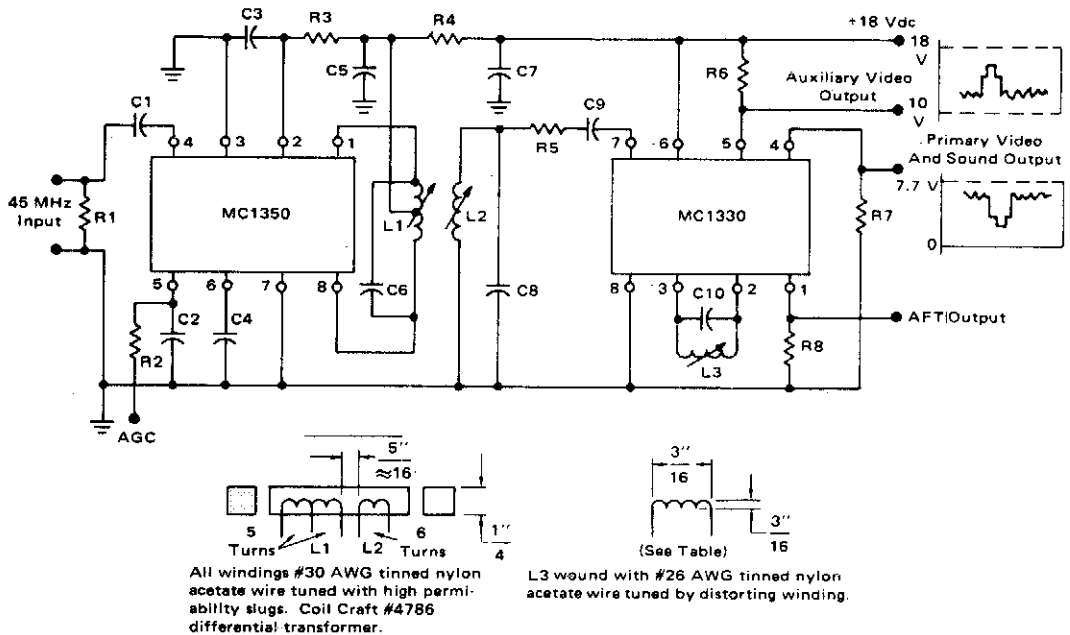 C3 R3 R4 +18 Vdc
18 V
C5 C7 R6 Auxiliary Video Output
10 V
C1 C9
R5
4 3 2 1
7 6 5 4
Primary Video And Sound Output
7.7 V
0
45 MHz Input
R1
MC1350
L1
L2
MC1330
R7
5 6 7 8
C6
C8
8 3 2 1
C10
R2 C2 C4
L3
R8
AFT Output
AGC
5"
≈16
5 Turns
L1
L2
6 Turns
1"
4
3"
16
(See Table)
3"
16
All windings #30 AWG tinned nylon
acetate wire tuned with high permi-
ability slugs. Coil Craft #4786
differential transformer.
L3 wound with #26 AWG tinned nylon
acetate wire tuned by distorting winding.